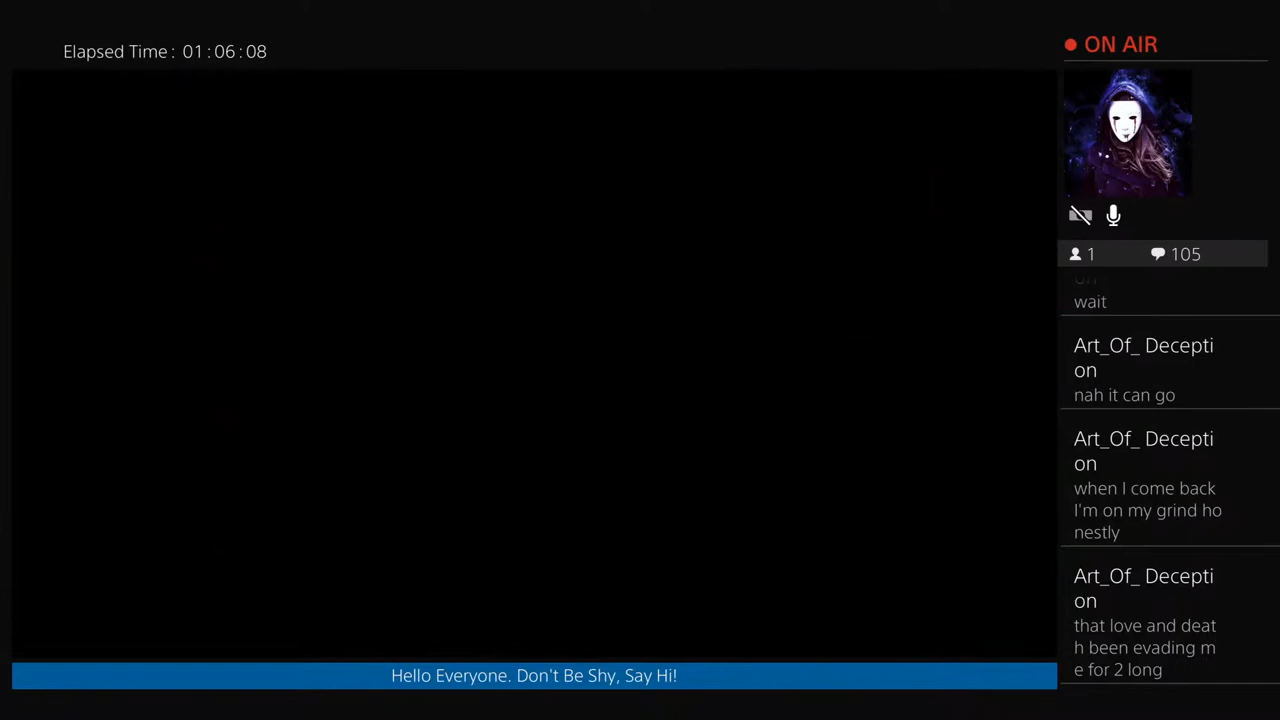 Elapsed Time: 01:06:08
ON AIR
1 105
wait
Art_Of_ Decepti
on
nah it can go
Art_Of_ Decepti
on
when I come back
I'm on my grind ho
nestly
Art_Of_ Decepti
on
that love and deat
h been evading m
e for 2 long
Hello Everyone. Don't Be Shy, Say Hi!